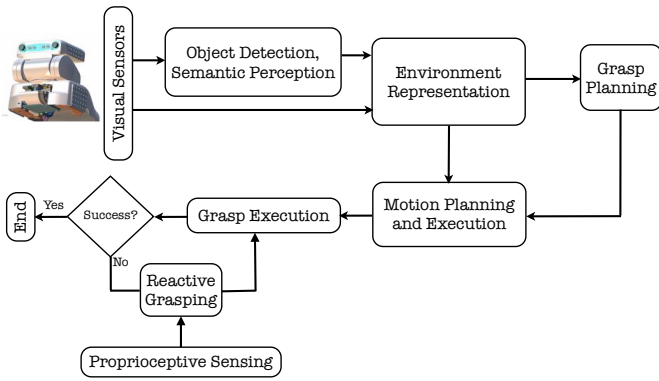 Visual Sensors
Object Detection,
Semantic Perception
Environment
Representation
Grasp
Planning
End
Yes
Success?
Grasp Execution
Motion Planning
and Execution
No
Reactive
Grasping
Proprioceptive Sensing